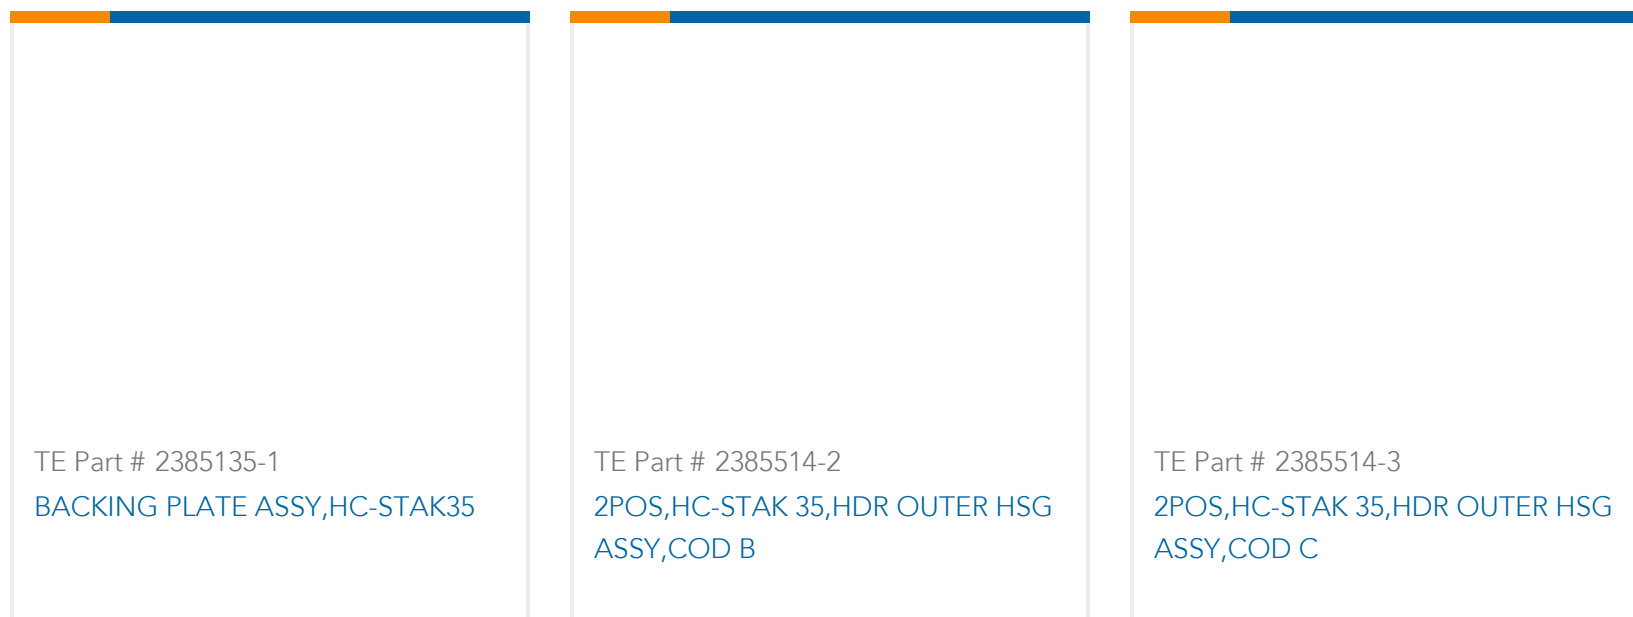 TE Part # 2385135-1
BACKING PLATE ASSY,HC-STAK35
TE Part # 2385514-2
2POS,HC-STAK 35,HDR OUTER HSG
ASSY,COD B
TE Part # 2385514-3
2POS,HC-STAK 35,HDR OUTER HSG
ASSY,COD C